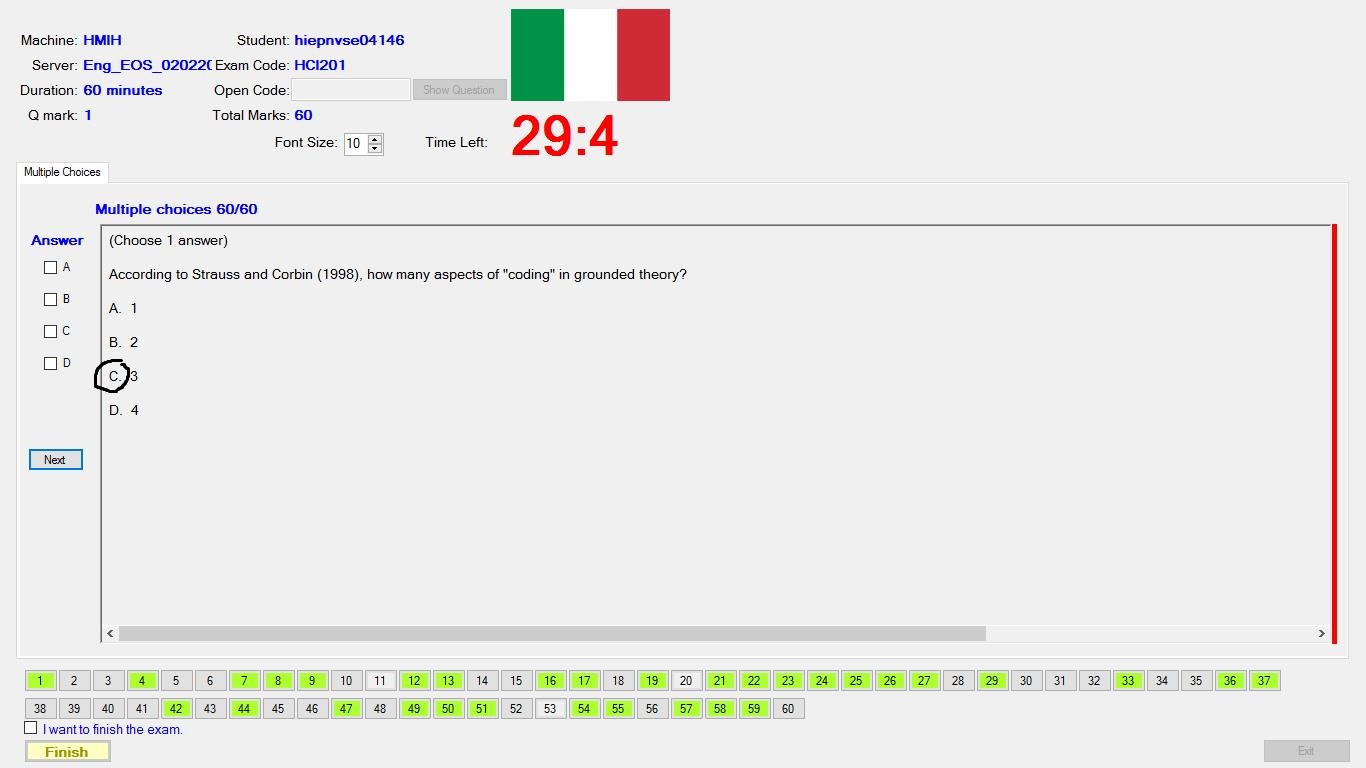 Machine: HMIH Student: hiepnvse04146
Server: Eng_EOS_02022 Exam Code: HCI201
Duration: 60 minutes Open Code: Show Question
Q mark: 1 Total Marks: 60
Font Size: 10 Time Left: 29:4
Multiple Choices
Multiple choices 60/60
Answer
A
B
C
D
Next
(Choose 1 answer)
According to Strauss and Corbin (1998), how many aspects of "coding" in grounded theory?
A. 1
B. 2
C. 3
D. 4
1 2 3 4 5 6 7 8 9 10 11 12 13 14 15 16 17 18 19 20 21 22 23 24 25 26 27 28 29 30 31 32 33 34 35 36 37
38 39 40 41 42 43 44 45 46 47 48 49 50 51 52 53 54 55 56 57 58 59 60
I want to finish the exam.
Finish Exit